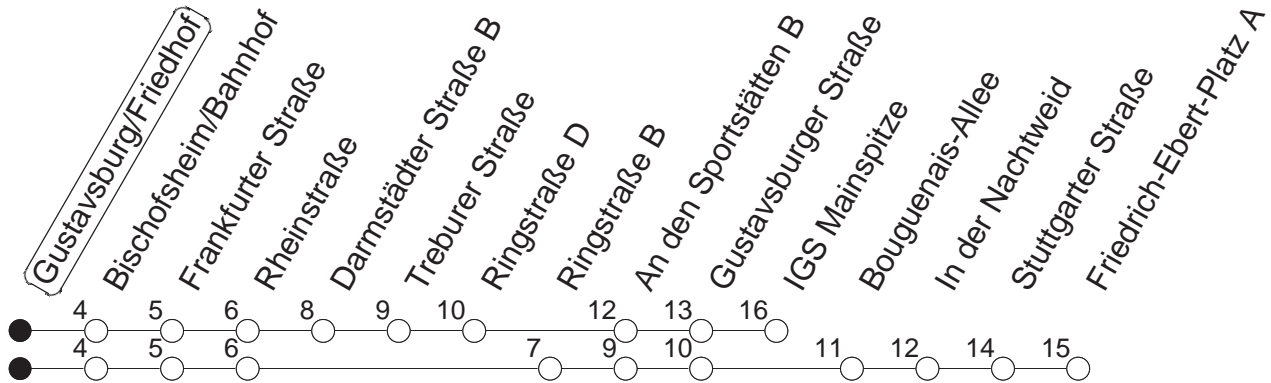 Gustavsburg/Friedhof
Bischofsheim/Bahnhof
Frankfurter Straße
Rheinstraße
Darmstädter Straße B
Treburer Straße
Ringstraße D
Ringstraße B
An den Sportstätten B
Gustavsburger Straße
IGS Mainspitze
Bouguenais-Allee
In der Nachtweid
Stuttgarter Straße
Friedrich-Ebert-Platz A
4 5 6 8 9 10 12 13 16
4 5 6 7 9 10 11 12 14 15